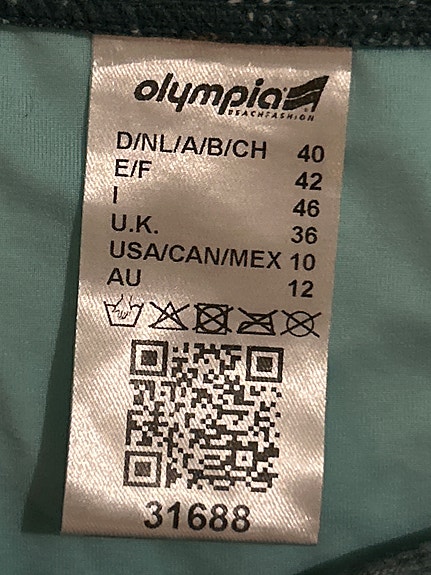 olympia
BEACHFASHION
D/NL/A/B/CH 40
E/F 42
I 46
U.K. 36
USA/CAN/MEX 10
AU 12
31688